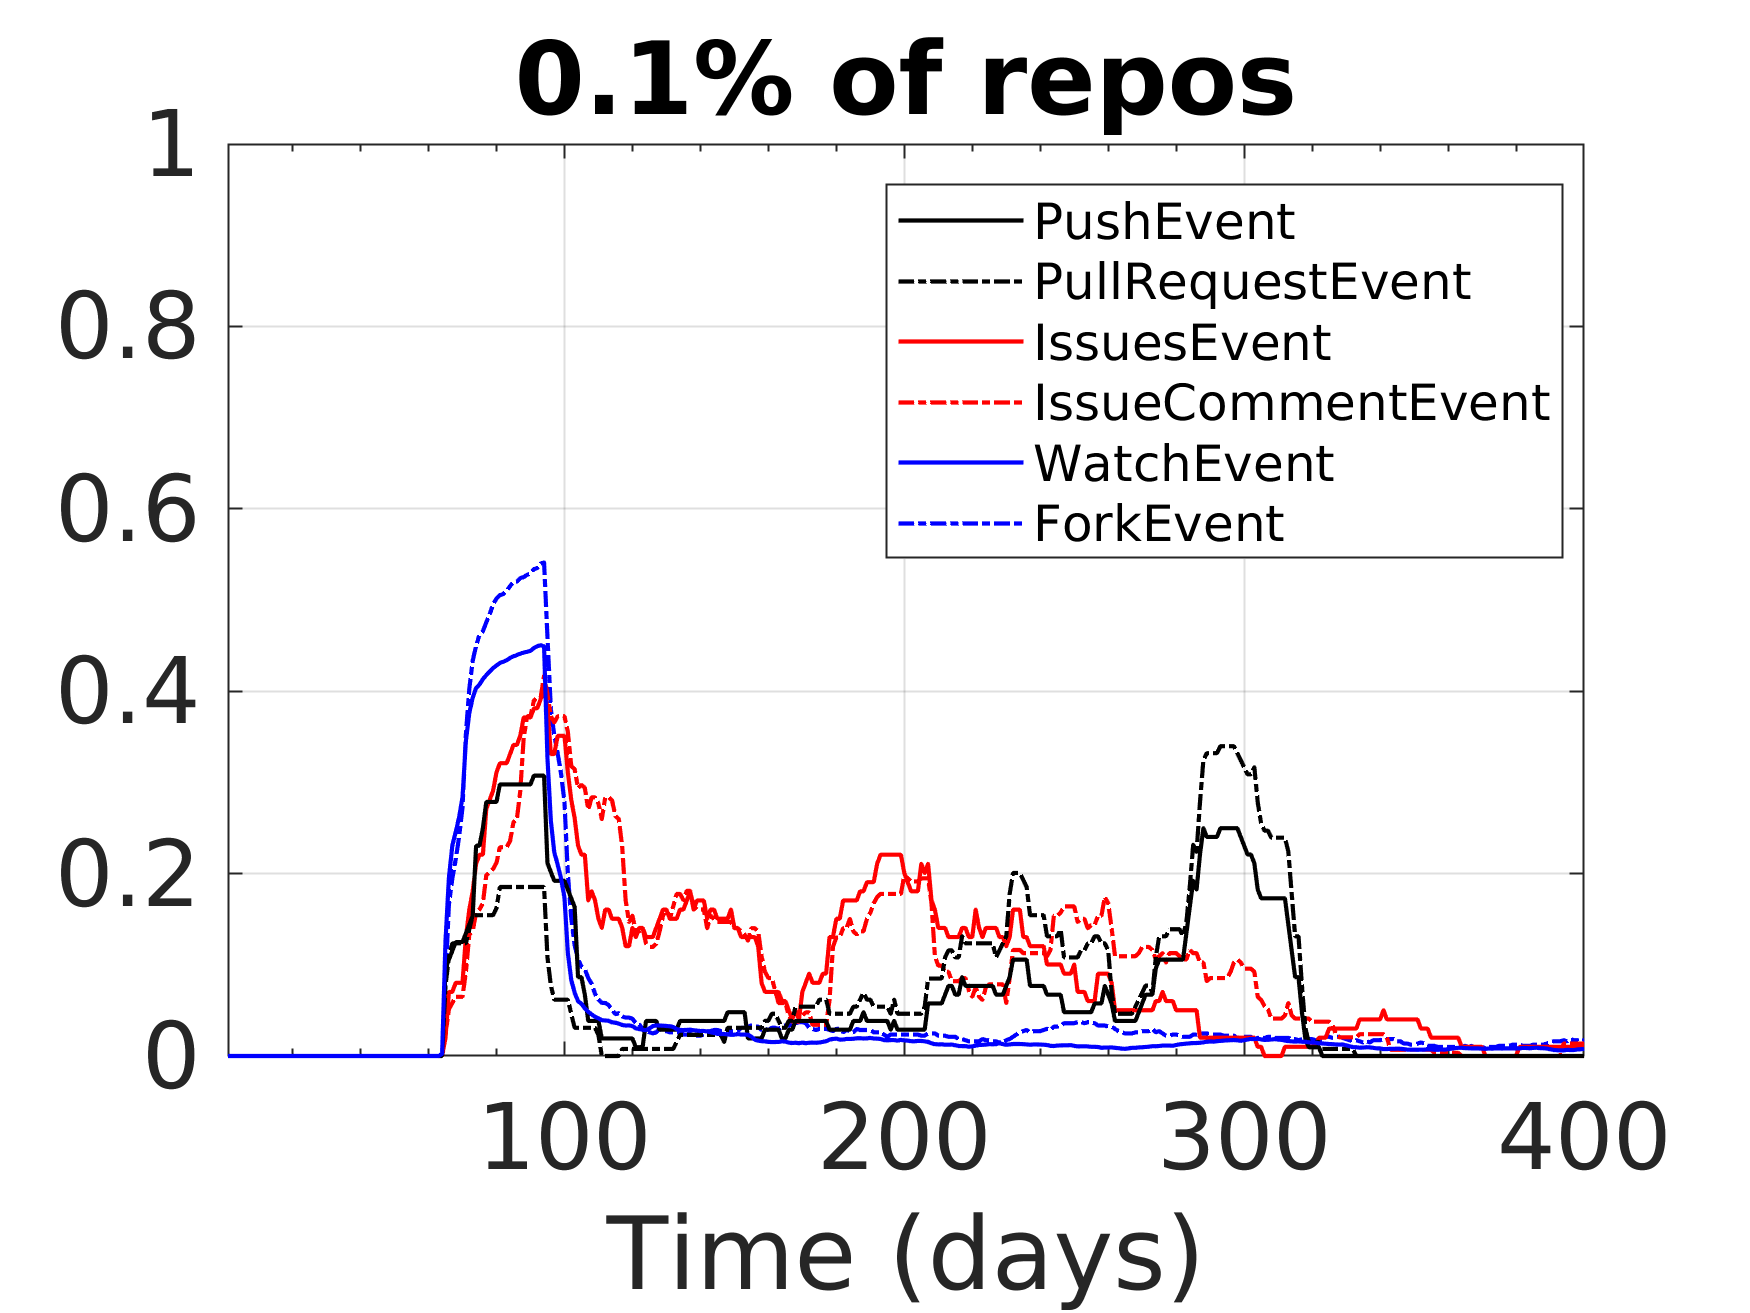 0.1% of repos
1
0.8
0.6
0.4
0.2
0
PushEvent
PullRequestEvent
IssuesEvent
IssueCommentEvent
WatchEvent
ForkEvent
100 200 300 400
Time (days)